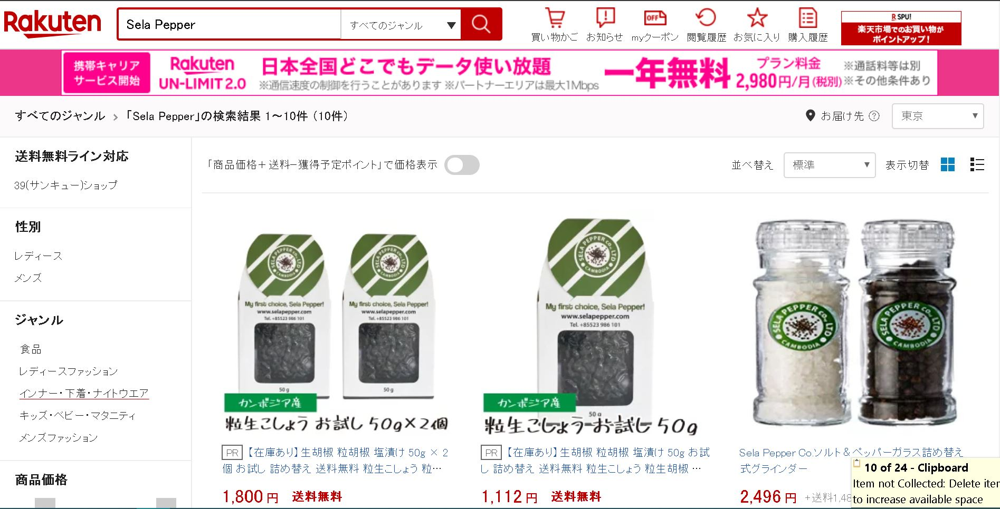 Rakuten
Sela Pepper
すべてのジャンル ▼
買い物かご お知らせ myクーポン 閲覧履歴 お気に入り 購入履歴
OFF
R SPU!
楽天市場でのお買い物が
ポイントアップ!
携帯キャリア
サービス開始
Rakuten
UN-LIMIT 2.0
日本全国どこでもデータ使い放題
※通信速度の制御を行うことがあります ※パートナーエリアは最大1Mbps
一年無料
プラン料金
2,980円/月(税別)
※通話料等は別
※その他条件あり
すべてのジャンル > 「Sela Pepper」の検索結果 1～10件 (10件)
お届け先 ? 東京 ▼
送料無料ライン対応
39(サンキュー)ショップ
性別
レディース
メンズ
ジャンル
食品
レディースファッション
インナー・下着・ナイトウエア
キッズ・ベビー・マタニティ
メンズファッション
商品価格
「商品価格＋送料−獲得予定ポイント」で価格表示
並べ替え 標準 ▼ 表示切替
SELA PEPPER Co., LTD
CAMBODIA
My first choice, Sela Pepper!
www.selapepper.com
Tel. +85523 986 101
50g
SELA PEPPER Co., LTD
CAMBODIA
My first choice, Sela Pepper!
www.selapepper.com
Tel. +85523 986 101
50g
カンボジア産
粒生こしょう お試し 50g×2個
PR 【在庫あり】生胡椒 粒胡椒 塩漬け 50g × 2
個 お試し 詰め替え 送料無料 粒生こしょう 粒…
1,800円 送料無料
SELA PEPPER Co., LTD
CAMBODIA
My first choice, Sela Pepper!
www.selapepper.com
Tel. +85523 986 101
50g
カンボジア産
粒生こしょう お試し 50g
PR 【在庫あり】生胡椒 粒胡椒 塩漬け 50g お試
し 詰め替え 送料無料 粒生こしょう 粒生胡椒 …
1,112円 送料無料
SELA PEPPER Co., LTD
CAMBODIA
SELA PEPPER Co., LTD
CAMBODIA
Sela Pepper Co.ソルト＆ペッパーガラス詰め替え
式グラインダー
2,496円 +送料1,48
10 of 24 - Clipboard
Item not Collected: Delete iter
to increase available space